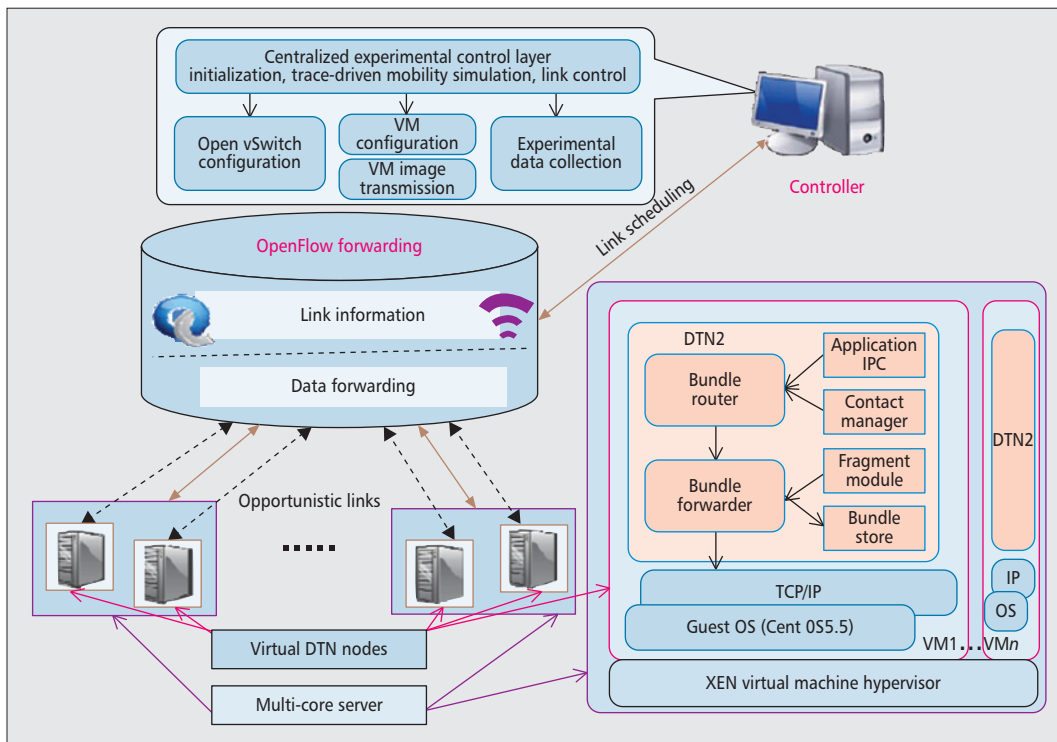 Centralized experimental control layer
initialization, trace-driven mobility simulation, link control
Open vSwitch
configuration
VM
configuration
VM image
transmission
Experimental
data collection
Controller
Link scheduling
OpenFlow forwarding
Link information
Data forwarding
Opportunistic links
Virtual DTN nodes
Multi-core server
DTN2
Bundle
router
Application
IPC
Contact
manager
Bundle
forwarder
Fragment
module
Bundle
store
TCP/IP
Guest OS (Cent 0S5.5)
DTN2
IP
OS
VM1...VMn
XEN virtual machine hypervisor